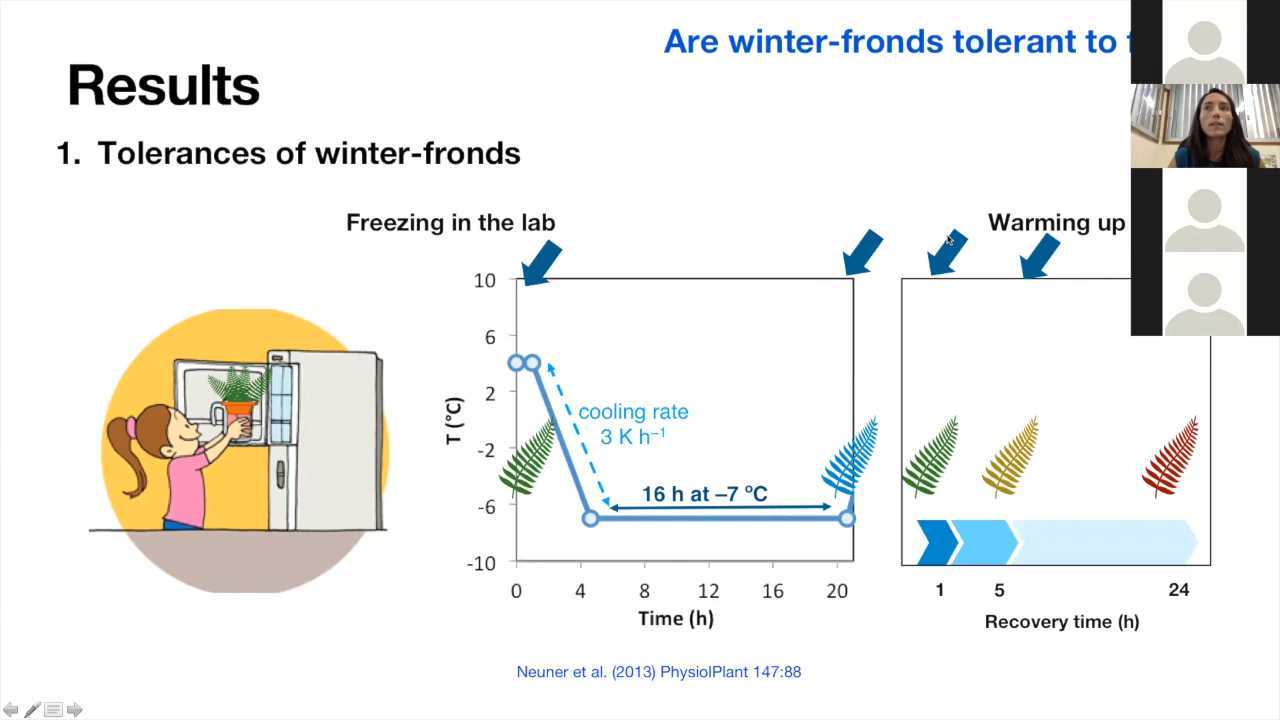 Are winter-fronds tolerant to
Results
1. Tolerances of winter-fronds
Freezing in the lab
Warming up
10
6
2
-2
-6
-10
T (°C)
cooling rate
3 K h⁻¹
16 h at –7 ºC
0 4 8 12 16 20
Time (h)
1 5 24
Recovery time (h)
Neuner et al. (2013) PhysiolPlant 147:88